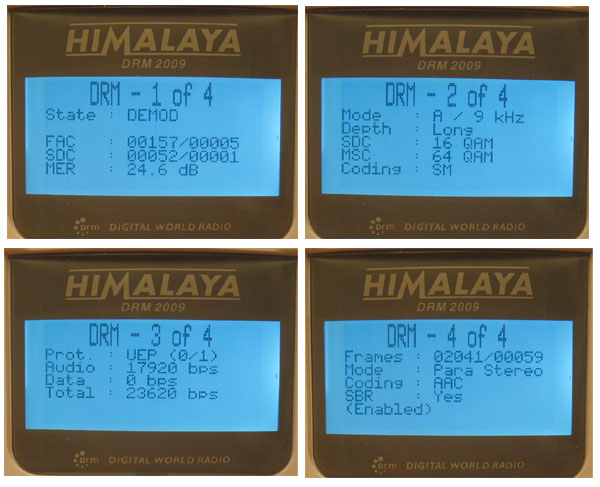 HIMALAYA
DRM 2009
DRM - 1 of 4
State : DEMOD
FAC : 00157/00005
SDC : 00052/00001
MER : 24.6 dB
drm DIGITAL WORLD RADIO
HIMALAYA
DRM 2009
DRM - 2 of 4
Mode : A / 9 kHz
Depth : Long
SDC : 16 QAM
MSC : 64 QAM
Coding : SM
drm DIGITAL WORLD RADIO
HIMALAYA
DRM 2009
DRM - 3 of 4
Prot. : UEP (0/1)
Audio : 17920 bps
Data : 0 bps
Total : 23620 bps
drm DIGITAL WORLD RADIO
HIMALAYA
DRM 2009
DRM - 4 of 4
Frames : 02041/00059
Mode : Para Stereo
Coding : AAC
SBR : Yes
(Enabled)
drm DIGITAL WORLD RADIO